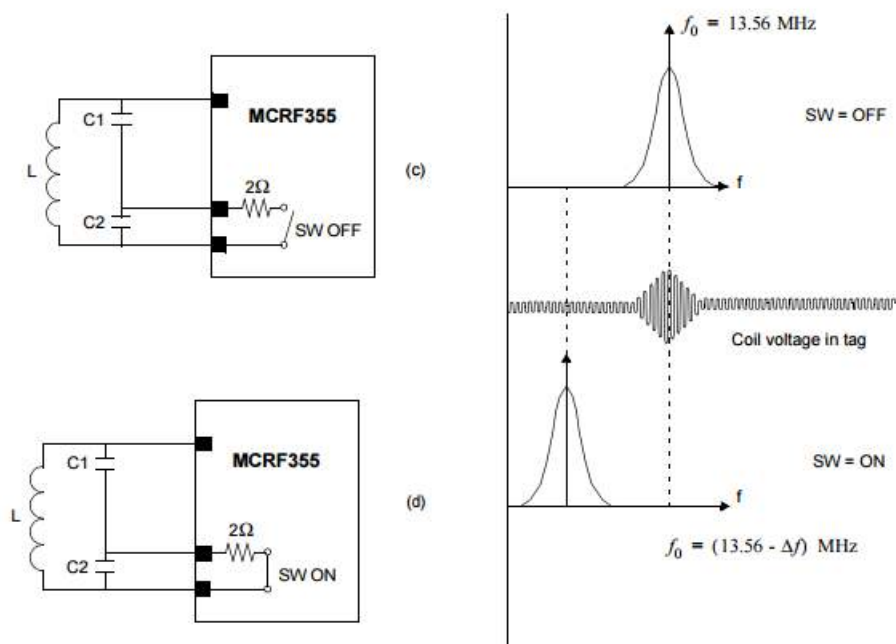 C1
MCRF355
L
2Ω
C2
SW OFF
(c)
f₀ = 13.56 MHz
SW = OFF
f
Coil voltage in tag
C1
MCRF355
L
2Ω
C2
SW ON
(d)
SW = ON
f
f₀ = (13.56 - Δf) MHz